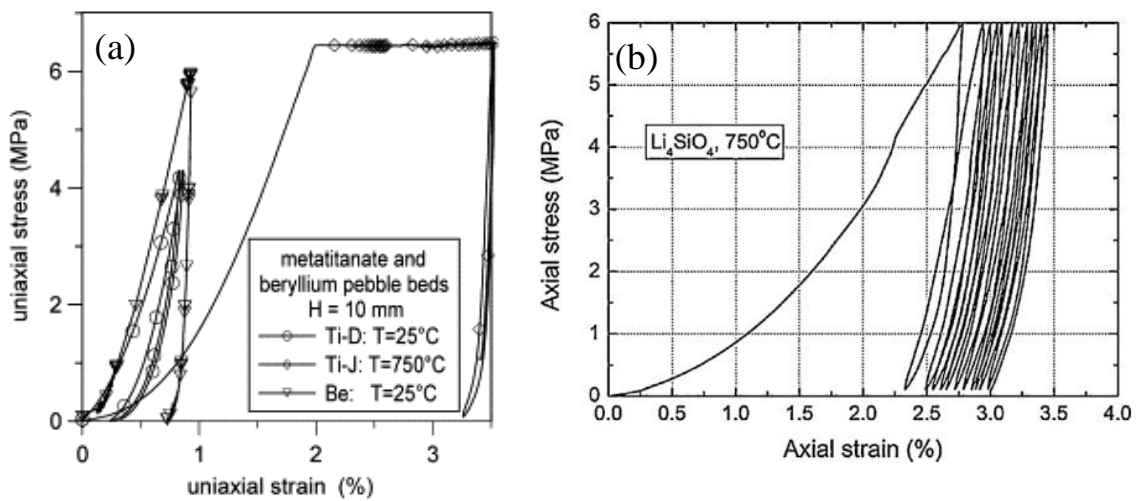 (a)
uniaxial stress (MPa)
6
4
2
0
metatitanate and
beryllium pebble beds
H = 10 mm
Ti-D: T=25°C
Ti-J: T=750°C
Be: T=25°C
0 1 2 3
uniaxial strain (%)
(b)
Axial stress (MPa)
6
5
4
3
2
1
0
Li₄SiO₄, 750°C
0.0 0.5 1.0 1.5 2.0 2.5 3.0 3.5 4.0
Axial strain (%)